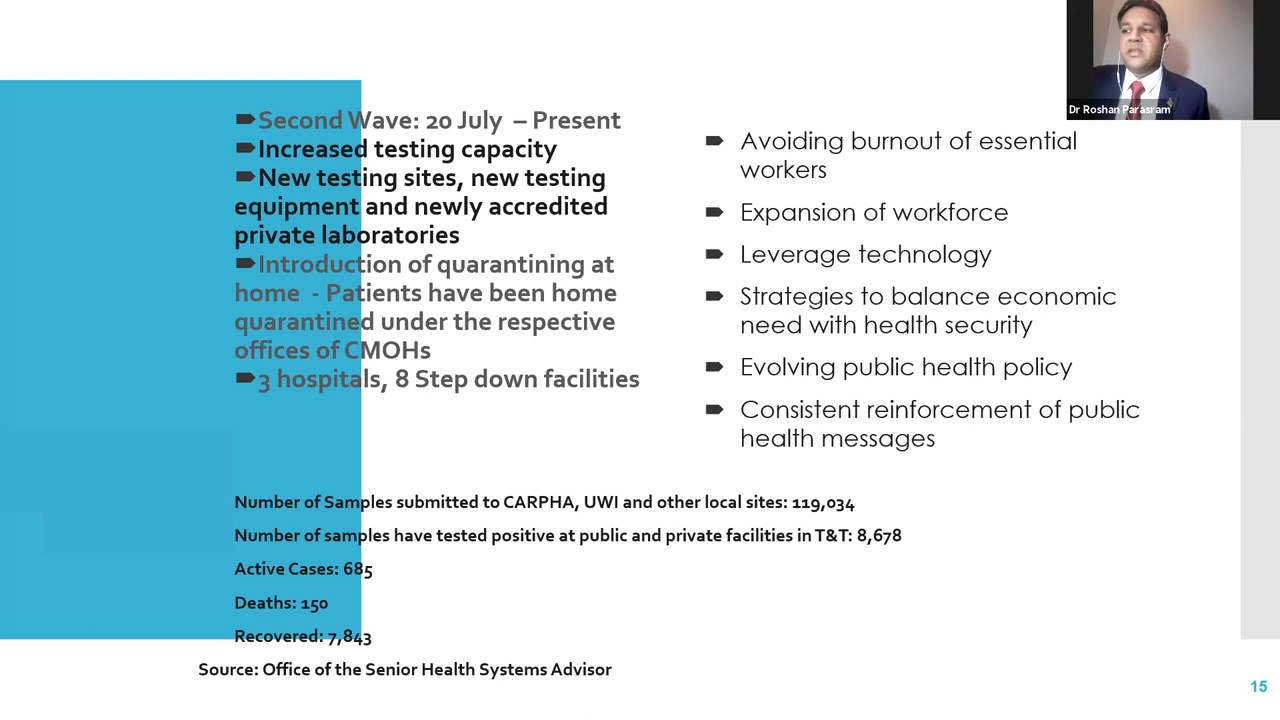 Dr Roshan Parasram
Second Wave: 20 July – Present
Increased testing capacity
New testing sites, new testing
equipment and newly accredited
private laboratories
Introduction of quarantining at
home - Patients have been home
quarantined under the respective
offices of CMOHs
3 hospitals, 8 Step down facilities
Avoiding burnout of essential
workers
Expansion of workforce
Leverage technology
Strategies to balance economic
need with health security
Evolving public health policy
Consistent reinforcement of public
health messages
Number of Samples submitted to CARPHA, UWI and other local sites: 119,034
Number of samples have tested positive at public and private facilities in T&T: 8,678
Active Cases: 685
Deaths: 150
Recovered: 7,843
Source: Office of the Senior Health Systems Advisor
15